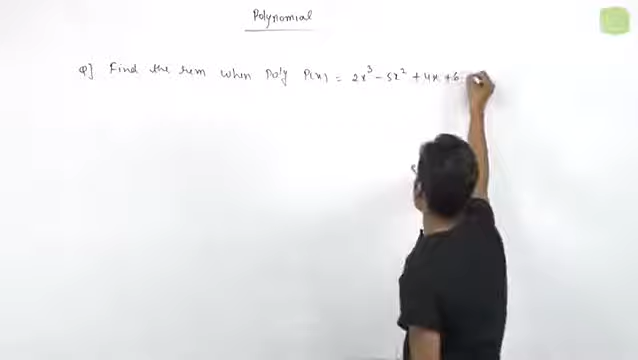 Polynomial
Q] Find the rem when Poly P(x) = 2x³ - 5x² + 4x + 6